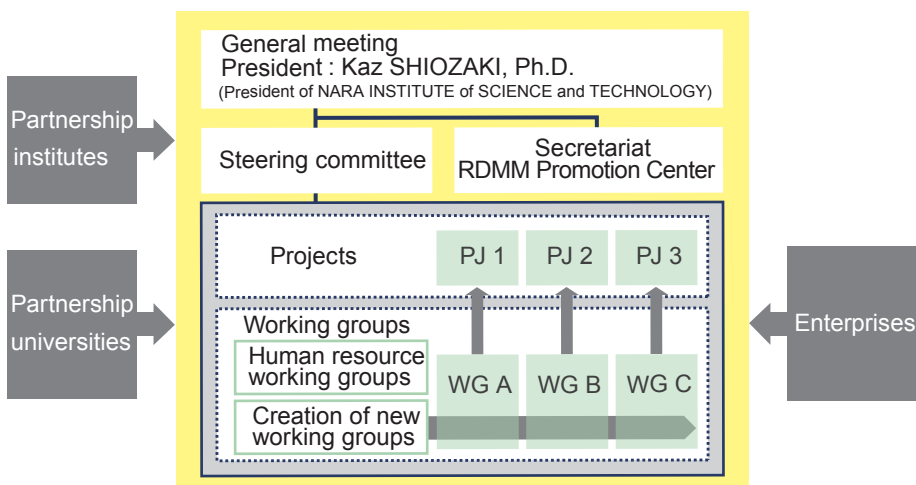 General meeting
President : Kaz SHIOZAKI, Ph.D.
(President of NARA INSTITUTE of SCIENCE and TECHNOLOGY)
Partnership
institutes
Steering committee
Secretariat
RDMM Promotion Center
Projects
PJ 1
PJ 2
PJ 3
Partnership
universities
Enterprises
Working groups
Human resource
working groups
WG A
WG B
WG C
Creation of new
working groups